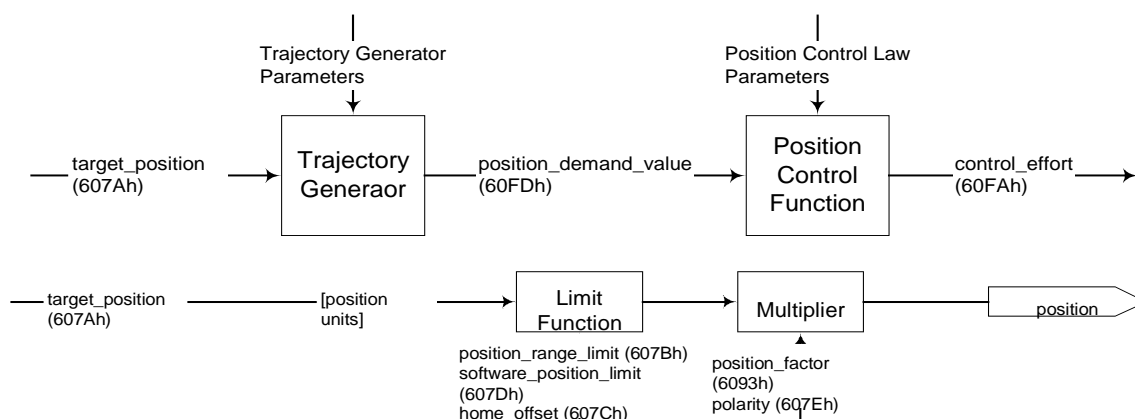 Trajectory Generator
Parameters
Position Control Law
Parameters
target_position
(607Ah)
Trajectory
Generaor
position_demand_value
(60FDh)
Position
Control
Function
control_effort
(60FAh)
target_position
(607Ah)
[position
units]
Limit
Function
Multiplier
position
position_range_limit (607Bh)
software_position_limit
(607Dh)
home_offset (607Ch)
position_factor
(6093h)
polarity (607Eh)